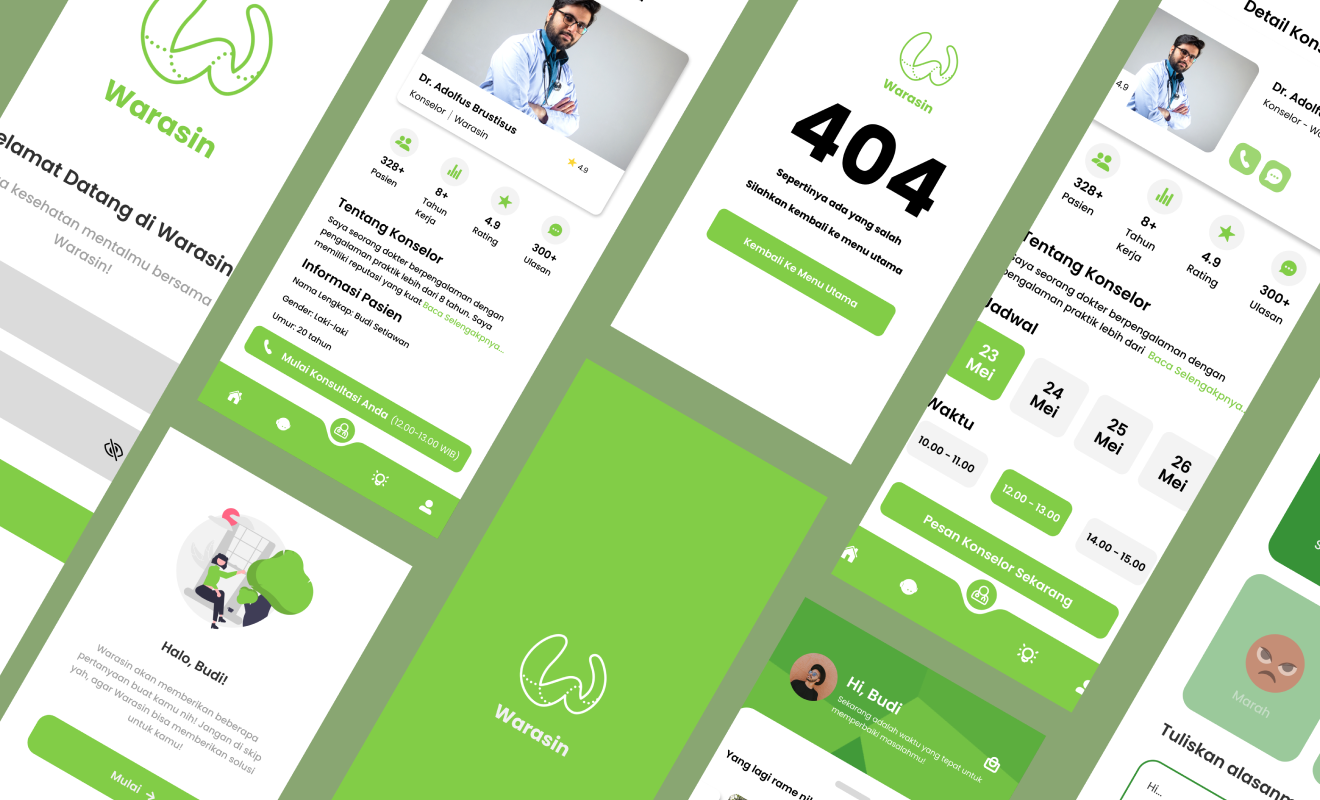 Warasin
elamat Datang di Warasin
kesehatan mentalmu bersama
Warasin!
Halo, Budi!
Warasin akan memberikan beberapa
pertanyaan buat kamu nih! Jangan di skip
yah, agar Warasin bisa memberikan solusi
untuk kamu!
Mulai
Dr. Adolfus Brustisus
Konselor | Warasin
4.9
328+
Pasien
8+
Tahun
Kerja
4.9
Rating
300+
Ulasan
Tentang Konselor
Saya seorang dokter berpengalaman dengan
pengalaman praktik lebih dari 8 tahun. Saya
memiliki reputasi yang kuat Baca Selengkapnya...
Informasi Pasien
Nama Lengkap: Budi Setiawan
Gender: Laki-laki
Umur: 20 tahun
Mulai Konsultasi Anda (12.00-13.00 WIB)
Warasin
Warasin
404
Sepertinya ada yang salah
Silahkan kembali ke menu utama
Kembali Ke Menu Utama
Hi, Budi
Sekarang adalah waktu yang tepat untuk
memperbaiki masalahmu!
Yang lagi rame ni
Detail Kons
4.9
Dr. Adolf
Konselor - Wa
328+
Pasien
8+
Tahun
Kerja
4.9
Rating
300+
Ulasan
Tentang Konselor
Saya seorang dokter berpengalaman dengan
pengalaman praktik lebih dari Baca Selengkapnya...
Jadwal
23
Mei
24
Mei
25
Mei
26
Mei
Waktu
10.00 - 11.00
12.00 - 13.00
14.00 - 15.00
Pesan Konselor Sekarang
Marah
Tuliskan alasanm
Hi...